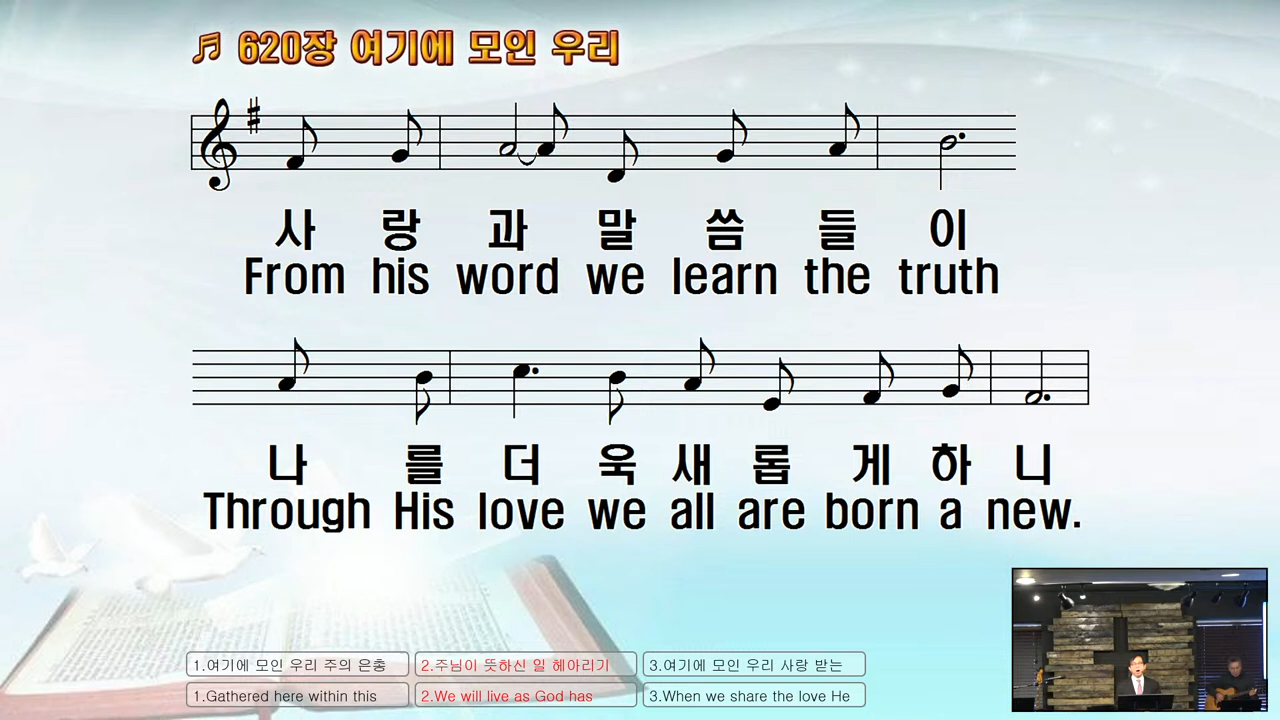 620장 여기에 모인 우리
사 랑 과 말 씀 들 이
From his word we learn the truth
나 를 더 욱 새 롭 게 하 니
Through His love we all are born a new.
1.여기에 모인 우리 주의 은총
2.주님이 뜻하신 일 헤아리기
3.여기에 모인 우리 사랑 받는
1.Gathered here within this
2.We will live as God has
3.When we share the love He